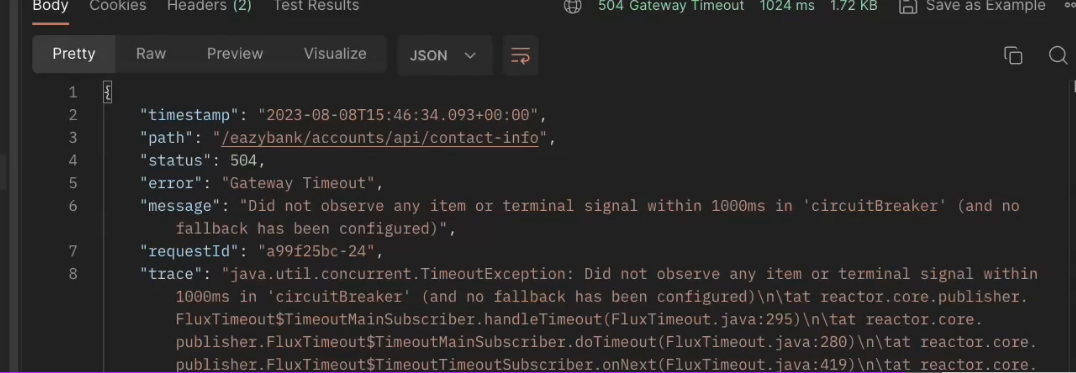 Body Cookies Headers (2) Test Results 504 Gateway Timeout 1024 ms 1.72 KB Save as Example
Pretty Raw Preview Visualize JSON
1 {
2 "timestamp": "2023-08-08T15:46:34.093+00:00",
3 "path": "/eazybank/accounts/api/contact-info",
4 "status": 504,
5 "error": "Gateway Timeout",
6 "message": "Did not observe any item or terminal signal within 1000ms in 'circuitBreaker' (and no
fallback has been configured)",
7 "requestId": "a99f25bc-24",
8 "trace": "java.util.concurrent.TimeoutException: Did not observe any item or terminal signal within
1000ms in 'circuitBreaker' (and no fallback has been configured)\n\tat reactor.core.publisher.
FluxTimeout$TimeoutMainSubscriber.handleTimeout(FluxTimeout.java:295)\n\tat reactor.core.
publisher.FluxTimeout$TimeoutMainSubscriber.doTimeout(FluxTimeout.java:280)\n\tat reactor.core.
publisher.FluxTimeout$TimeoutTimeoutSubscriber.onNext(FluxTimeout.java:419)\n\tat reactor.core.